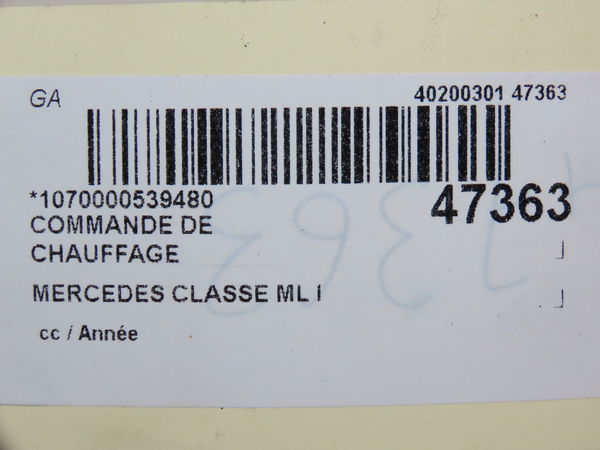 GA
40200301 47363
*1070000539480
47363
COMMANDE DE
CHAUFFAGE
MERCEDES CLASSE ML I
cc / Année